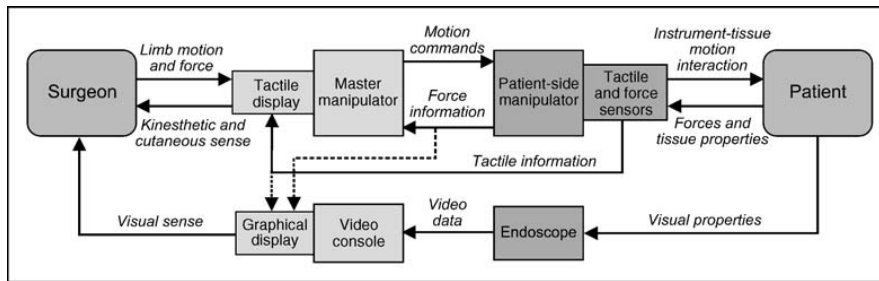 Surgeon
Limb motion
and force
Kinesthetic and
cutaneous sense
Tactile
display
Master
manipulator
Motion
commands
Force
information
Patient-side
manipulator
Tactile
and force
sensors
Instrument-tissue
motion
interaction
Forces and
tissue properties
Patient
Tactile information
Visual sense
Graphical
display
Video
console
Video
data
Endoscope
Visual properties